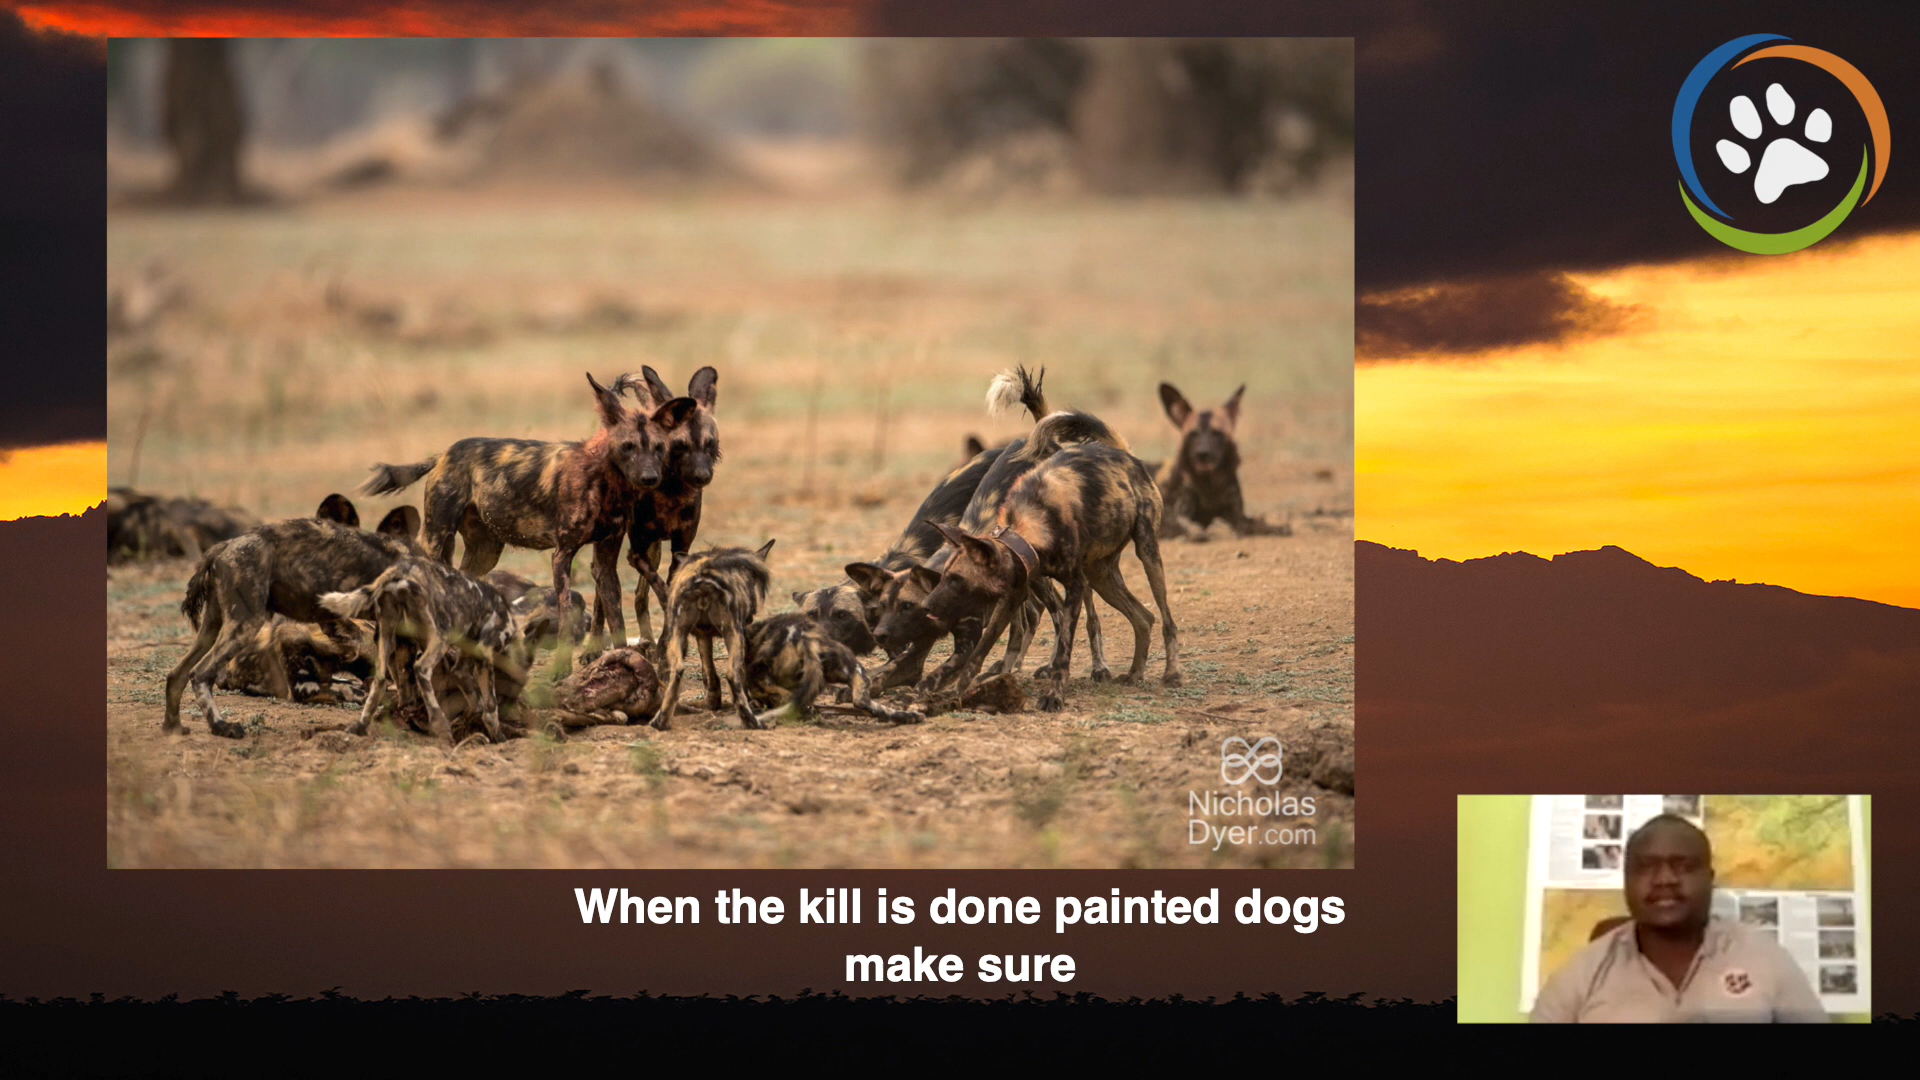 Nicholas
Dyer.com
When the kill is done painted dogs
make sure